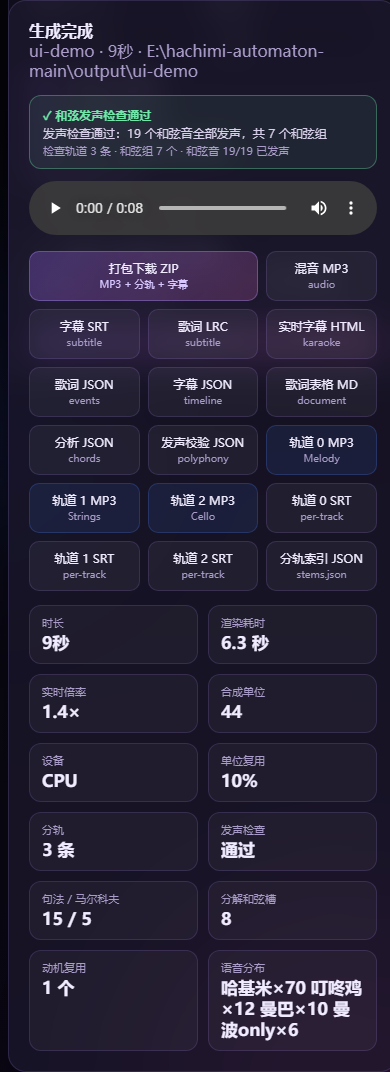 生成完成
ui-demo · 9秒 · E:\hachimi-automaton-
main\output\ui-demo
✓ 和弦发声检查通过
发声检查通过：19 个和弦音全部发声，共 7 个和弦组
检查轨道 3 条 · 和弦组 7 个 · 和弦音 19/19 已发声
0:00 / 0:08
打包下载 ZIP
MP3 + 分轨 + 字幕
混音 MP3
audio
字幕 SRT
subtitle
歌词 LRC
subtitle
实时字幕 HTML
karaoke
歌词 JSON
events
字幕 JSON
timeline
歌词表格 MD
document
分析 JSON
chords
发声校验 JSON
polyphony
轨道 0 MP3
Melody
轨道 1 MP3
Strings
轨道 2 MP3
Cello
轨道 0 SRT
per-track
轨道 1 SRT
per-track
轨道 2 SRT
per-track
分轨索引 JSON
stems.json
时长
9秒
渲染耗时
6.3 秒
实时倍率
1.4×
合成单位
44
设备
CPU
单位复用
10%
分轨
3 条
发声检查
通过
句法 / 马尔科夫
15 / 5
分解和弦槽
8
动机复用
1 个
语音分布
哈基米×70 叮咚鸡
×12 曼巴×10 曼
波only×6